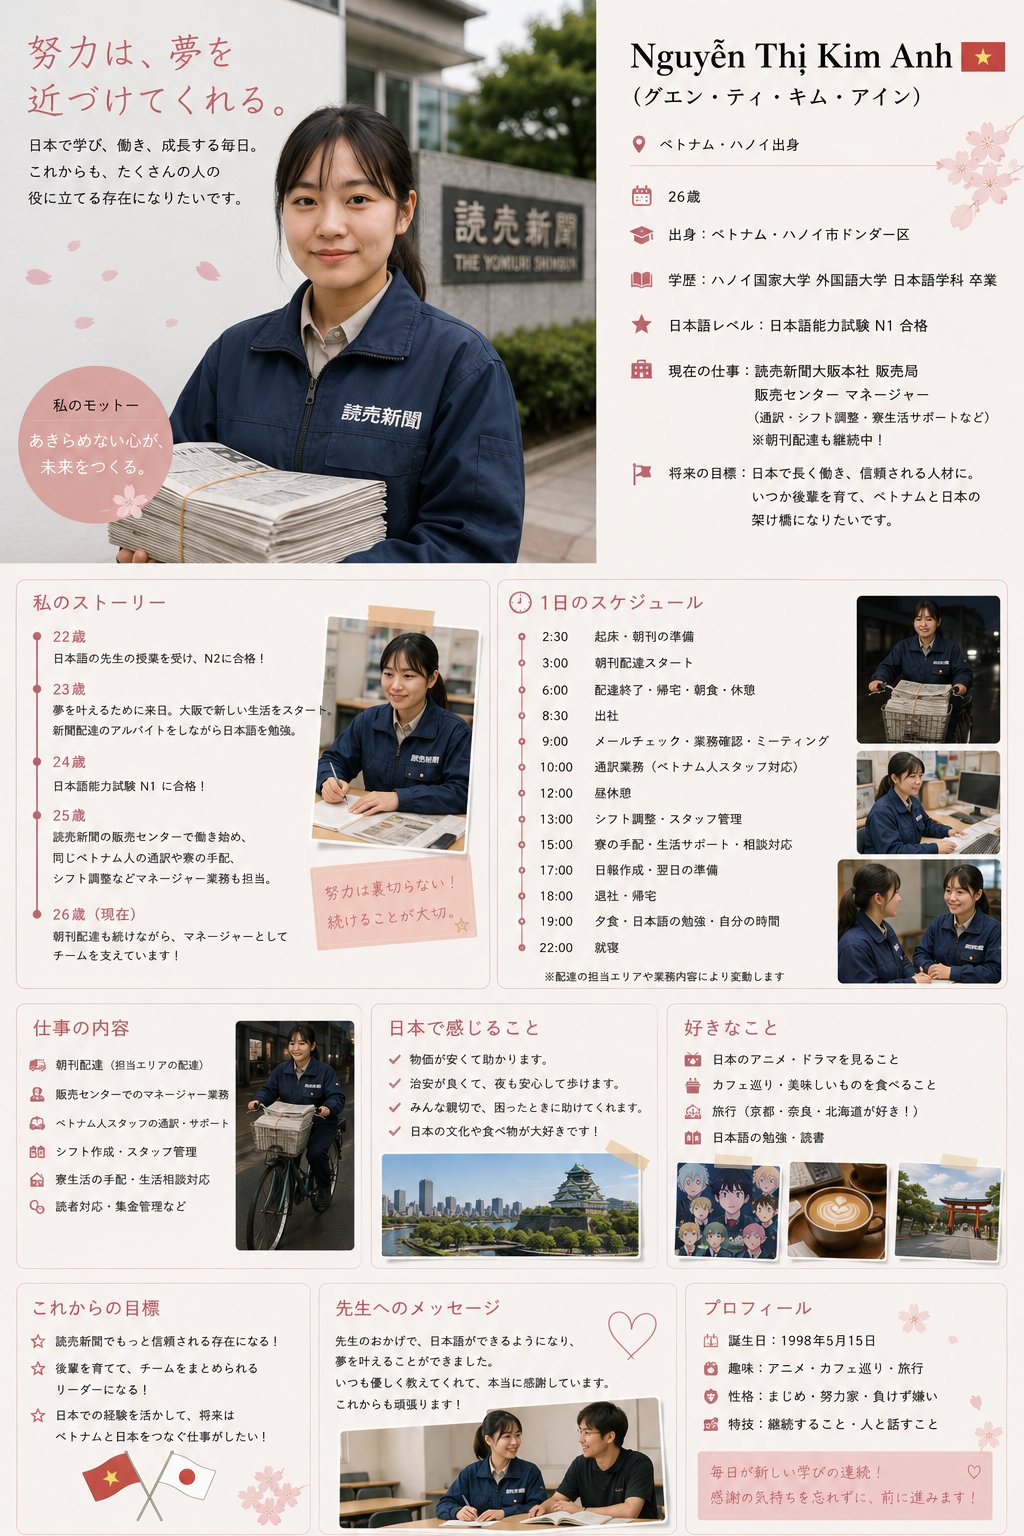 努力は、夢を
近づけてくれる。
日本で学び、働き、成長する毎日。
これからも、たくさんの人の
役に立てる存在になりたいです。
読売新聞
THE YOMIURI SHIMBUN
読売新聞
私のモットー
あきらめない心が、
未来をつくる。
Nguyễn Thị Kim Anh
（グエン・ティ・キム・アイン）
ベトナム・ハノイ出身
26歳
出身：ベトナム・ハノイ市ドンダー区
学歴：ハノイ国家大学 外国語大学 日本語学科 卒業
日本語レベル：日本語能力試験 N1 合格
現在の仕事：読売新聞大阪本社 販売局
販売センター マネージャー
（通訳・シフト調整・寮生活サポートなど）
※朝刊配達も継続中！
将来の目標：日本で長く働き、信頼される人材に。
いつか後輩を育て、ベトナムと日本の
架け橋になりたいです。
私のストーリー
22歳
日本語の先生の授業を受け、N2に合格！
23歳
夢を叶えるために来日。大阪で新しい生活をスタート。
新聞配達のアルバイトをしながら日本語を勉強。
24歳
日本語能力試験 N1 に合格！
25歳
読売新聞の販売センターで働き始め、
同じベトナム人の通訳や寮の手配、
シフト調整などマネージャー業務も担当。
26歳（現在）
朝刊配達も続けながら、マネージャーとして
チームを支えています！
努力は裏切らない！
続けることが大切。
1日のスケジュール
2:30 起床・朝刊の準備
3:00 朝刊配達スタート
6:00 配達終了・帰宅・朝食・休憩
8:30 出社
9:00 メールチェック・業務確認・ミーティング
10:00 通訳業務（ベトナム人スタッフ対応）
12:00 昼休憩
13:00 シフト調整・スタッフ管理
15:00 寮の手配・生活サポート・相談対応
17:00 日報作成・翌日の準備
18:00 退社・帰宅
19:00 夕食・日本語の勉強・自分の時間
22:00 就寝
※配達の担当エリアや業務内容により変動します
仕事の内容
朝刊配達（担当エリアの配達）
販売センターでのマネージャー業務
ベトナム人スタッフの通訳・サポート
シフト作成・スタッフ管理
寮生活の手配・生活相談対応
読者対応・集金管理など
日本で感じること
物価が安くて助かります。
治安が良くて、夜も安心して歩けます。
みんな親切で、困ったときに助けてくれます。
日本の文化や食べ物が大好きです！
好きなこと
日本のアニメ・ドラマを見ること
カフェ巡り・美味しいものを食べること
旅行（京都・奈良・北海道が好き！）
日本語の勉強・読書
これからの目標
読売新聞でもっと信頼される存在になる！
後輩を育てて、チームをまとめられる
リーダーになる！
日本での経験を活かして、将来は
ベトナムと日本をつなぐ仕事がしたい！
先生へのメッセージ
先生のおかげで、日本語ができるようになり、
夢を叶えることができました。
いつも優しく教えてくれて、本当に感謝しています。
これからも頑張ります！
プロフィール
誕生日：1998年5月15日
趣味：アニメ・カフェ巡り・旅行
性格：まじめ・努力家・負けず嫌い
特技：継続すること・人と話すこと
毎日が新しい学びの連続！
感謝の気持ちを忘れずに、前に進みます！